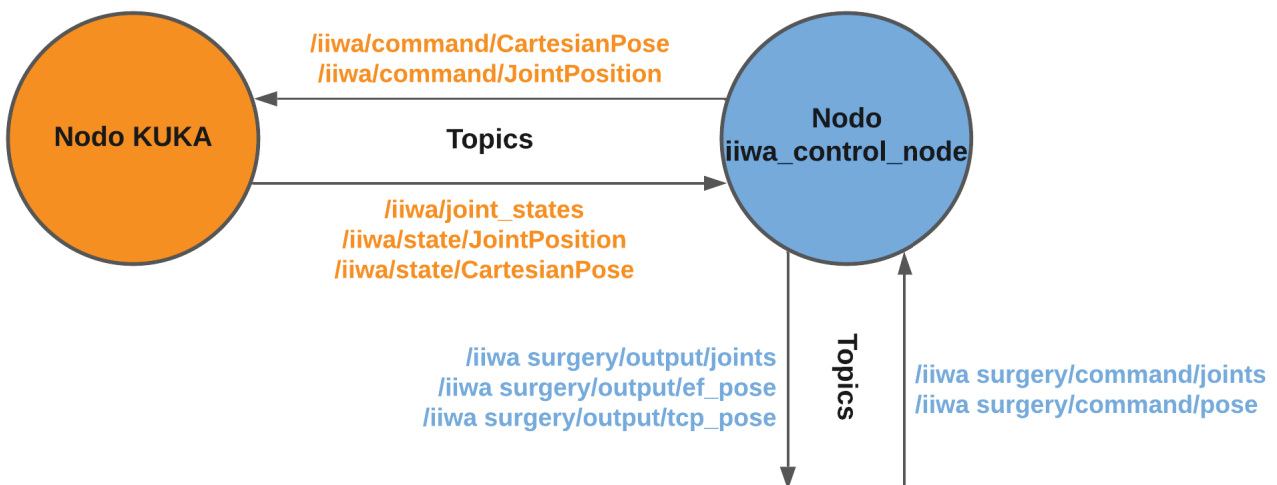 /iiwa/command/CartesianPose
/iiwa/command/JointPosition
Nodo KUKA
Topics
Nodo
iiwa_control_node
/iiwa/joint_states
/iiwa/state/JointPosition
/iiwa/state/CartesianPose
/iiwa surgery/output/joints
/iiwa surgery/output/ef_pose
/iiwa surgery/output/tcp_pose
Topics
/iiwa surgery/command/joints
/iiwa surgery/command/pose